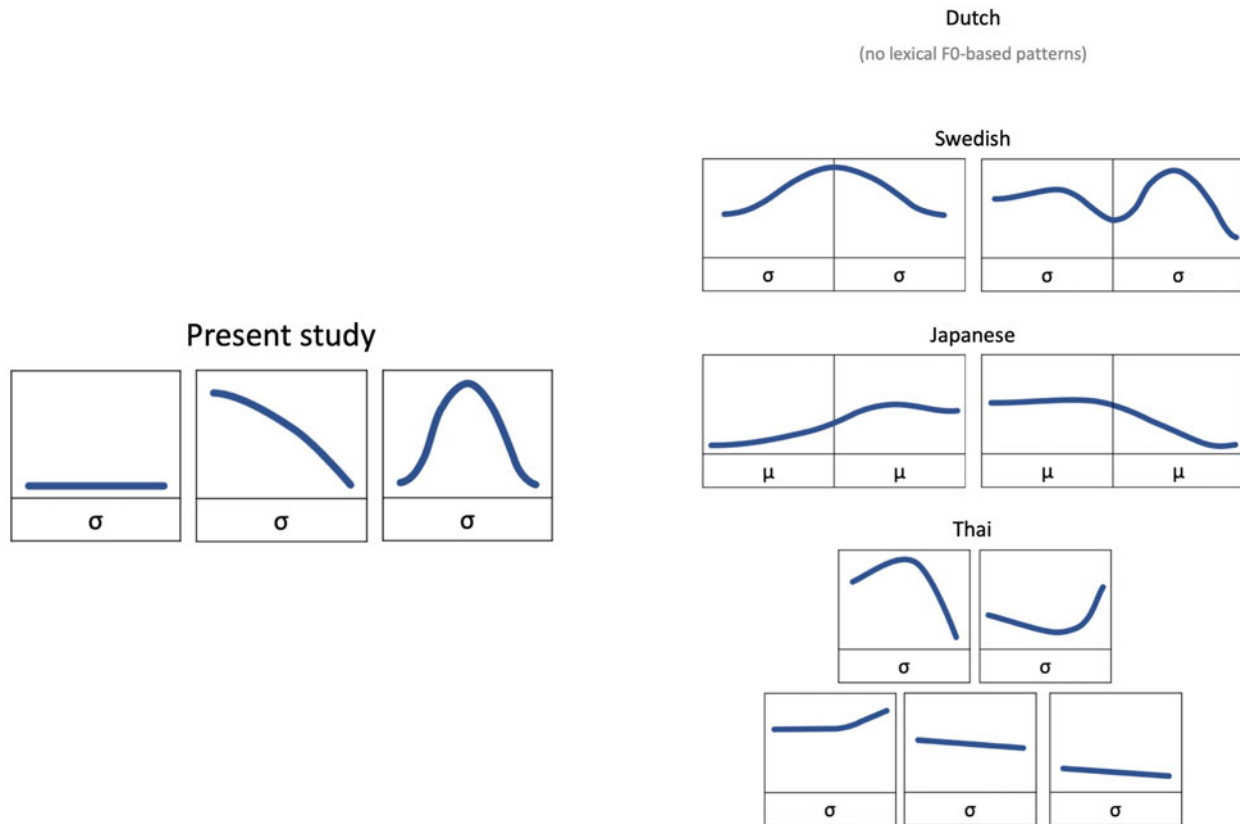 Present study
σ σ σ
Dutch
(no lexical F0-based patterns)
Swedish
σ σ σ σ
Japanese
μ μ μ μ
Thai
σ σ
σ σ σ